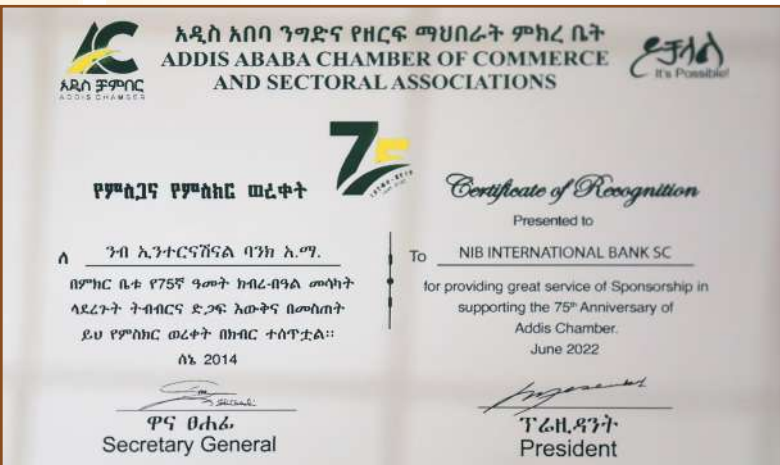 አዲስ አበባ ንግድና የዘርፍ ማህበራት ምክረ ቤት
ADDIS ABABA CHAMBER OF COMMERCE
AND SECTORAL ASSOCIATIONS
አዲስ ቻምበር
ADDIS CHAMBER
ይቻላል
It's Possible!
75
የምስጋና የምስክር ወረቀት
ለ ንብ ኢንተርናሽናል ባንክ አ.ማ.
በምክር ቤቱ የ75ኛ ዓመት ክብረ-በዓል መሳካት
ላደረጉት ትብብርና ድጋፍ እውቅና በመስጠት
ይህ የምስክር ወረቀት በክብር ተሰጥቷል፡፡
ሰኔ 2014
ዋና ፀሐፊ
Secretary General
Certificate of Recognition
Presented to
To NIB INTERNATIONAL BANK SC
for providing great service of Sponsorship in
supporting the 75th Anniversary of
Addis Chamber.
June 2022
ፕሬዚዳንት
President